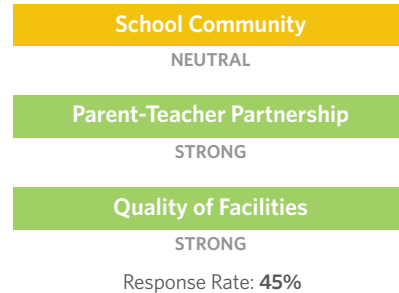 School Community
NEUTRAL
Parent-Teacher Partnership
STRONG
Quality of Facilities
STRONG
Response Rate: 45%